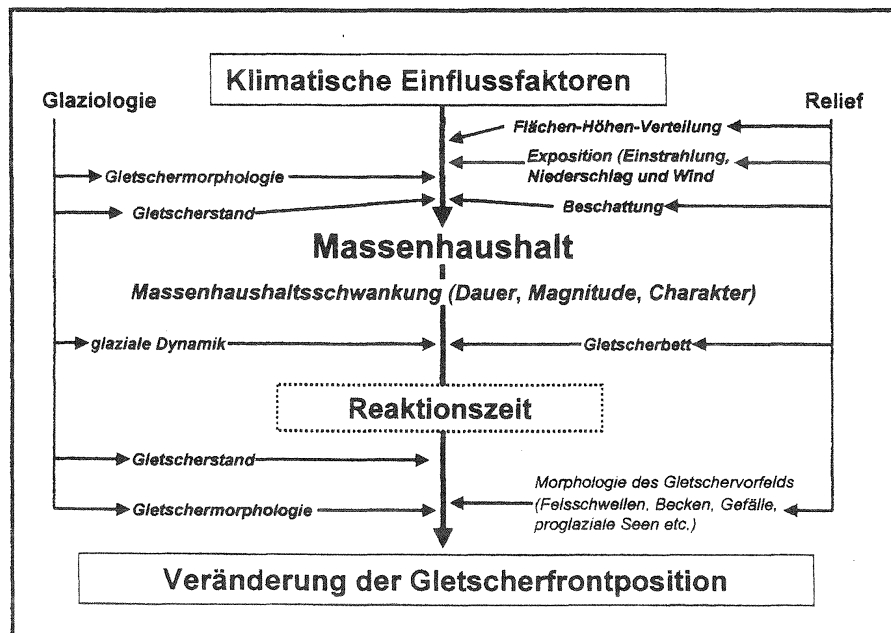 Klimatische Einflussfaktoren
Glaziologie
Relief
Flächen-Höhen-Verteilung
Exposition (Einstrahlung,
Niederschlag und Wind
Gletschermorphologie
Gletscherstand
Beschattung
Massenhaushalt
Massenhaushaltsschwankung (Dauer, Magnitude, Charakter)
glaziale Dynamik
Gletscherbett
Reaktionszeit
Gletscherstand
Morphologie des Gletschervorfelds
(Felsschwellen, Becken, Gefälle,
proglaziale Seen etc.)
Gletschermorphologie
Veränderung der Gletscherfrontposition